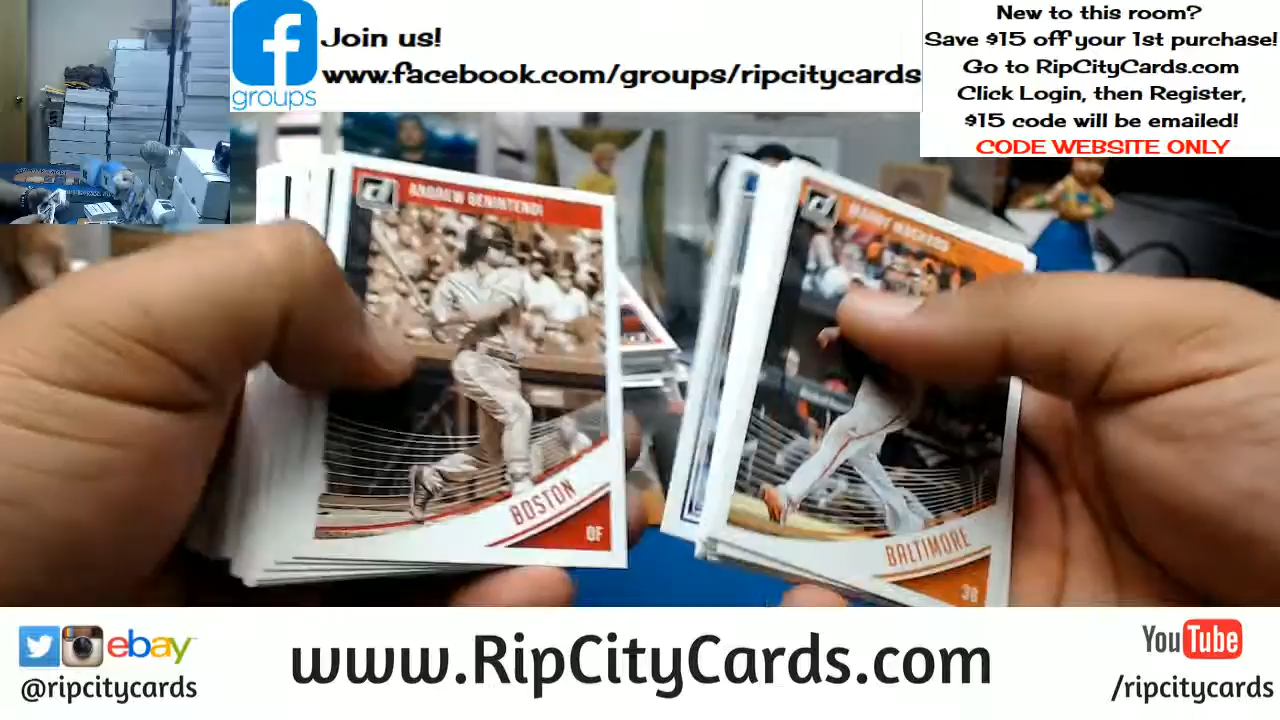 groups
Join us!
www.facebook.com/groups/ripcitycards
New to this room?
Save $15 off your 1st purchase!
Go to RipCityCards.com
Click Login, then Register,
$15 code will be emailed!
CODE WEBSITE ONLY
ANDREW BENINTENDI
BOSTON
OF
MANNY MACHADO
BALTIMORE
3B
ebay
@ripcitycards
www.RipCityCards.com
YouTube
/ripcitycards